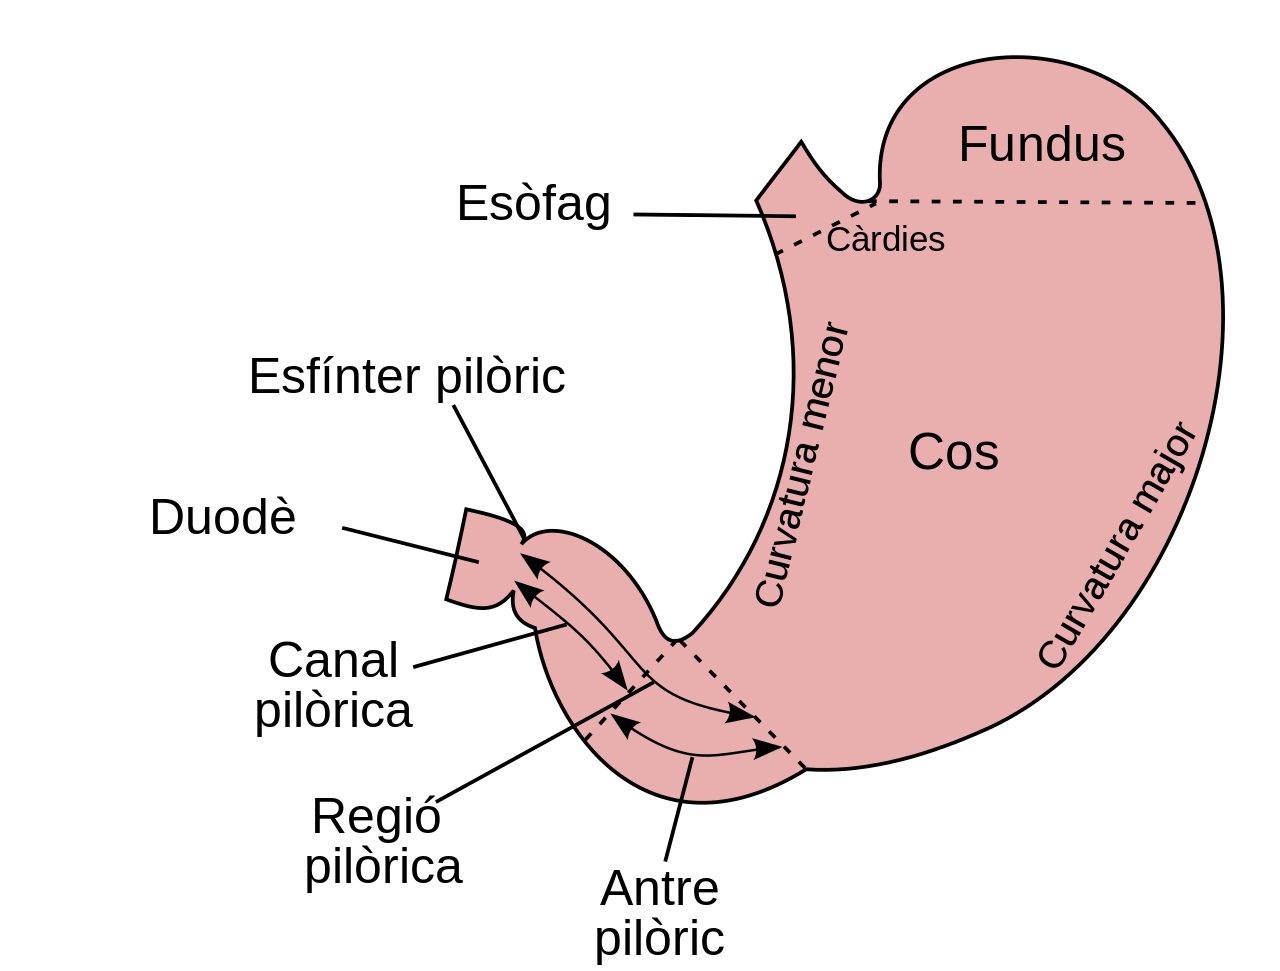 Fundus
Esòfag
Càrdies
Curvatura menor
Esfínter pilòric
Cos
Curvatura major
Duodè
Canal
pilòrica
Regió
pilòrica
Antre
pilòric